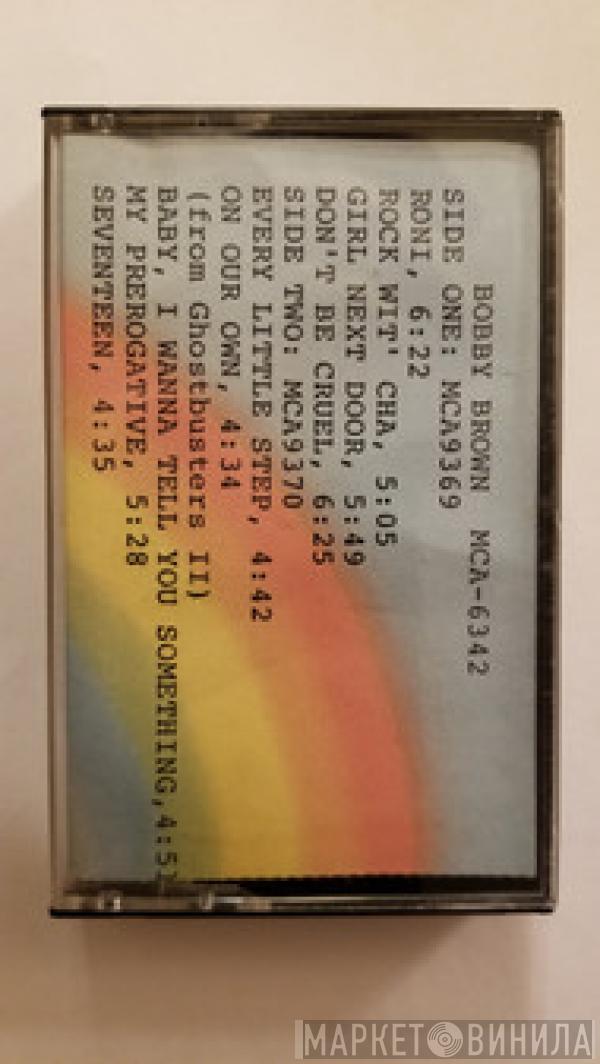 BOBBY BROWN MCA-6342
SIDE ONE: MCA9369
RONI, 6:22
ROCK WIT' CHA, 5:05
GIRL NEXT DOOR, 5:49
DON'T BE CRUEL, 6:25
SIDE TWO: MCA9370
EVERY LITTLE STEP, 4:42
ON OUR OWN, 4:34
(from Ghostbusters II)
BABY, I WANNA TELL YOU SOMETHING,4:51
MY PREROGATIVE, 5:28
SEVENTEEN, 4:35
МАРКЕТ ВИНИЛА